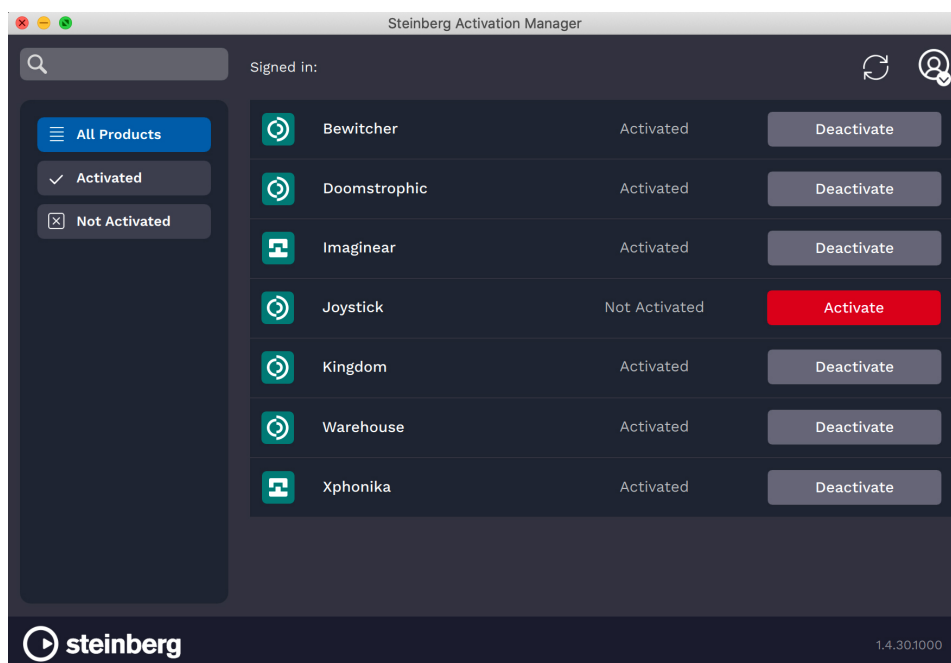 Steinberg Activation Manager
Signed in:
All Products
Activated
Not Activated
Bewitcher Activated Deactivate
Doomstrophic Activated Deactivate
Imaginear Activated Deactivate
Joystick Not Activated Activate
Kingdom Activated Deactivate
Warehouse Activated Deactivate
Xphonika Activated Deactivate
steinberg 1.4.30.1000